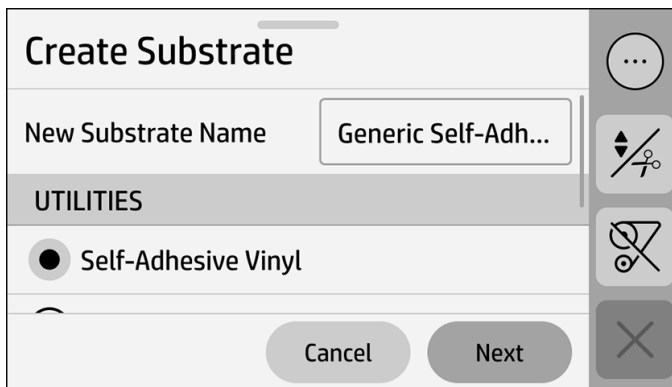 Create Substrate
New Substrate Name
Generic Self-Adh...
UTILITIES
Self-Adhesive Vinyl
Cancel
Next